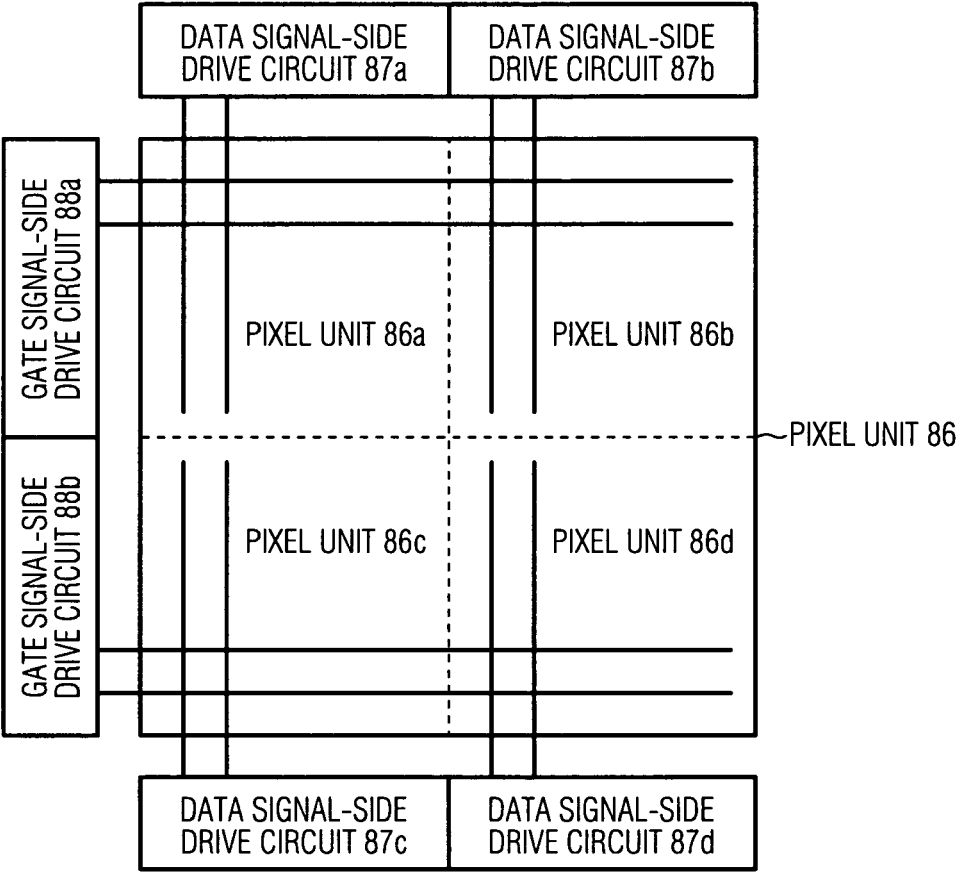 DATA SIGNAL-SIDE
DRIVE CIRCUIT 87a
DATA SIGNAL-SIDE
DRIVE CIRCUIT 87b
GATE SIGNAL-SIDE
DRIVE CIRCUIT 88a
PIXEL UNIT 86a
PIXEL UNIT 86b
PIXEL UNIT 86
GATE SIGNAL-SIDE
DRIVE CIRCUIT 88b
PIXEL UNIT 86c
PIXEL UNIT 86d
DATA SIGNAL-SIDE
DRIVE CIRCUIT 87c
DATA SIGNAL-SIDE
DRIVE CIRCUIT 87d